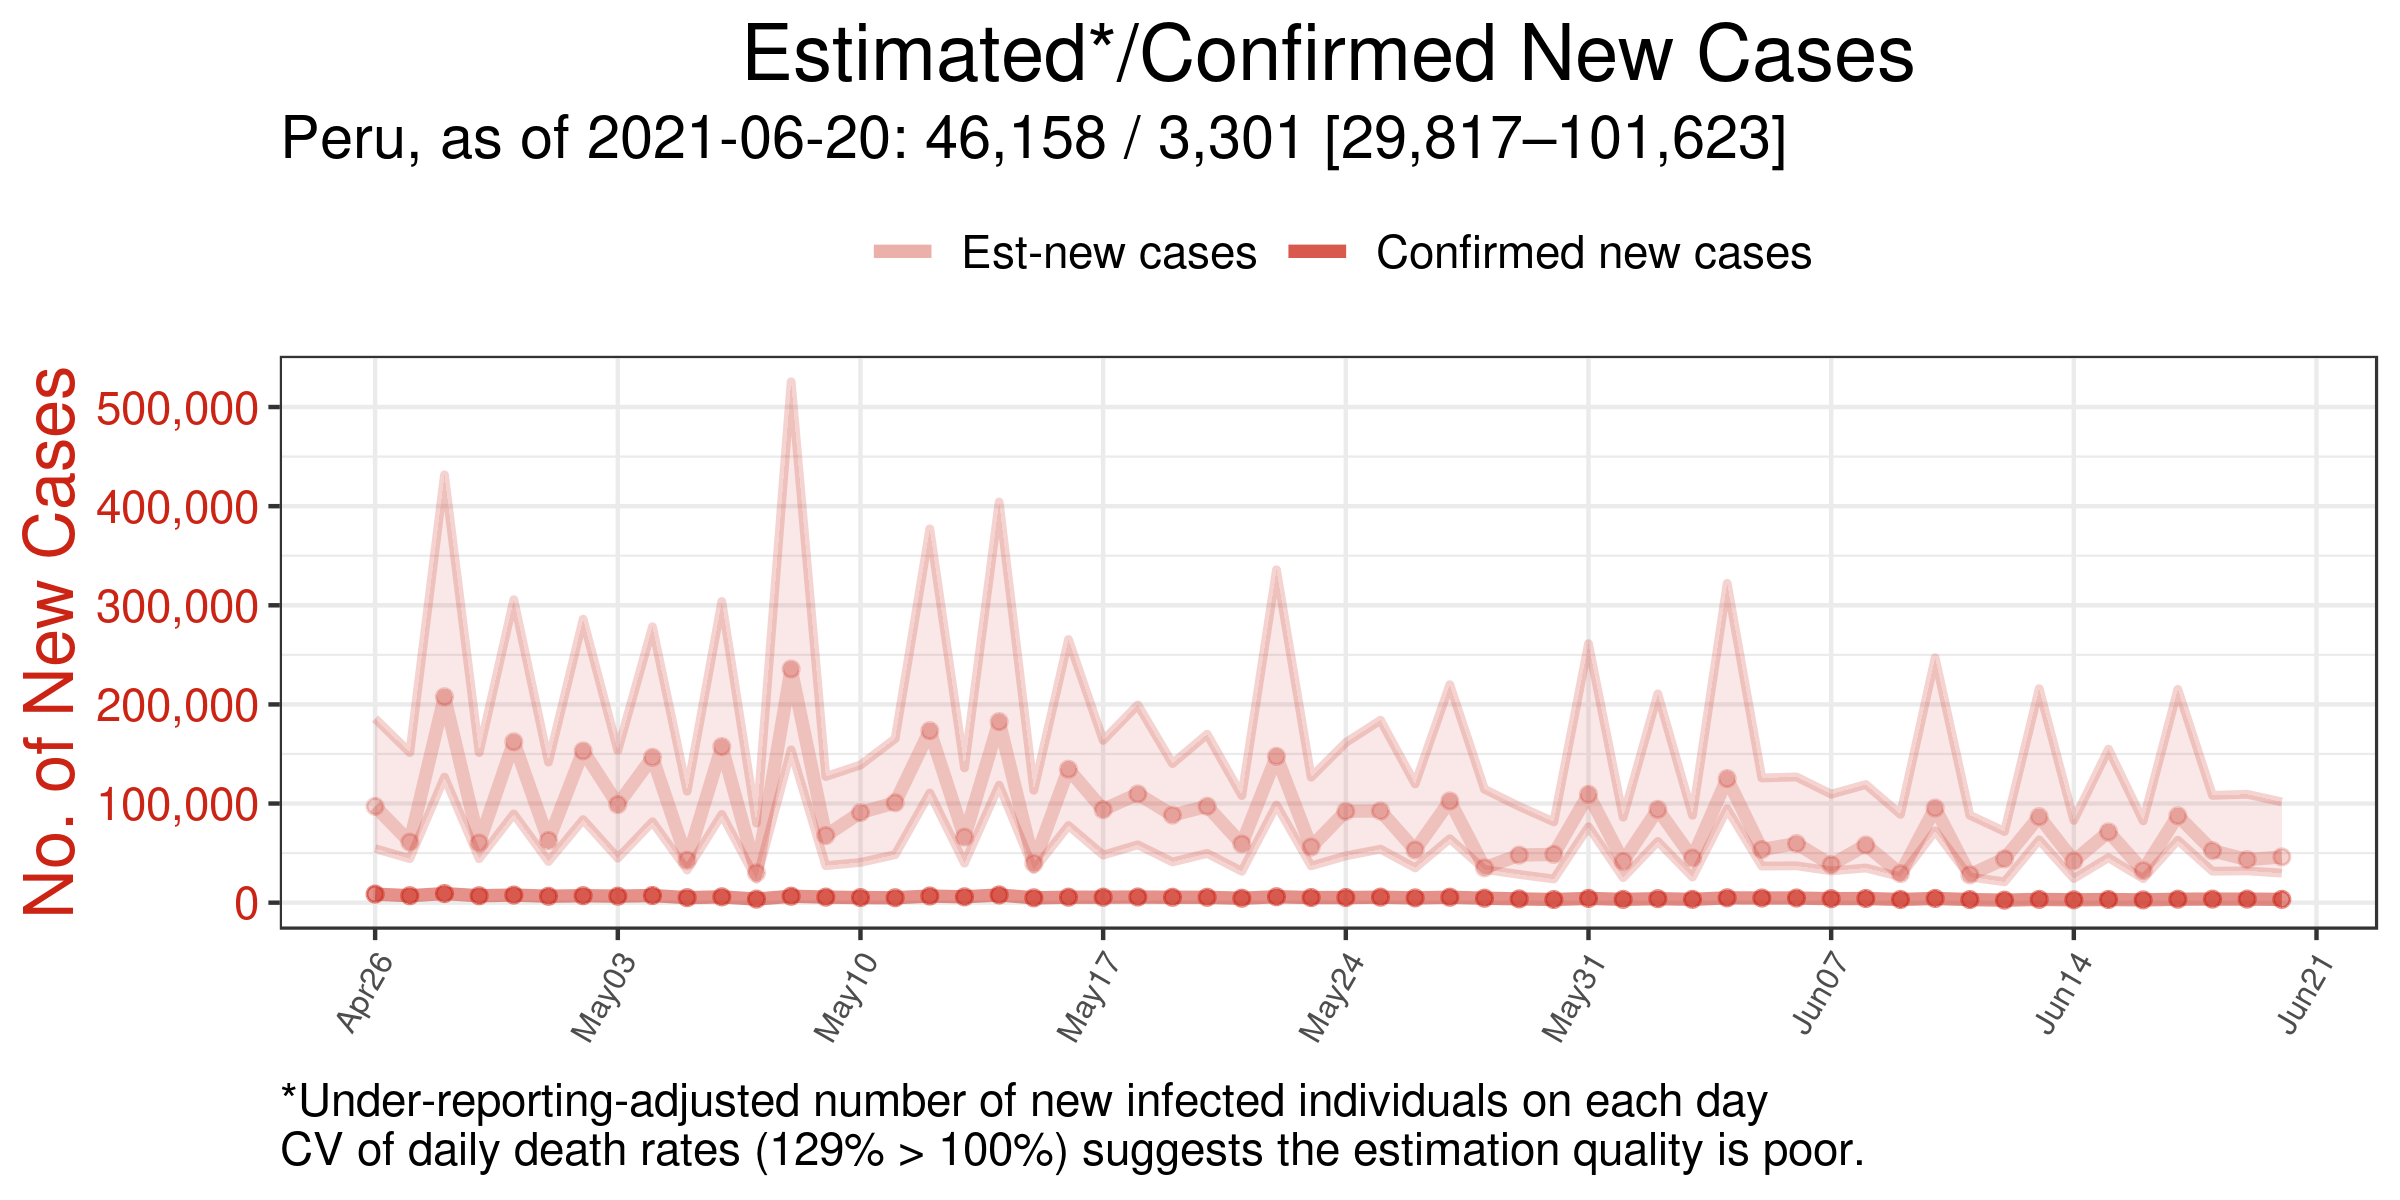 Estimated*/Confirmed New Cases
Peru, as of 2021-06-20: 46,158 / 3,301 [29,817–101,623]
Est-new cases
Confirmed new cases
No. of New Cases
500,000
400,000
300,000
200,000
100,000
0
Apr26
May03
May10
May17
May24
May31
Jun07
Jun14
Jun21
*Under-reporting-adjusted number of new infected individuals on each day
CV of daily death rates (129% > 100%) suggests the estimation quality is poor.